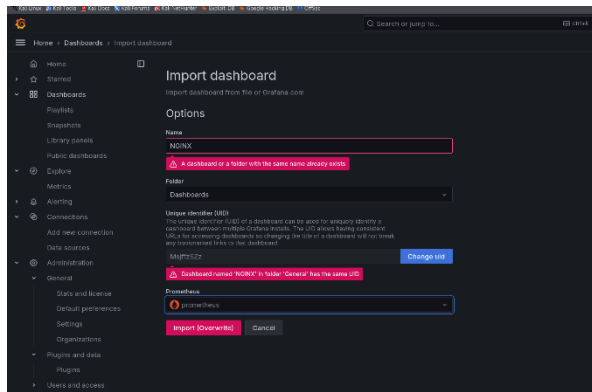 Kali Linux Kali Tools Kali Docs Kali Forums Kali NetHunter Exploit-DB Google Hacking DB OffSec
Search or jump to...
Home › Dashboards › Import dashboard
Home
Starred
Dashboards
Playlists
Snapshots
Library panels
Public dashboards
Explore
Metrics
Alerting
Connections
Add new connection
Data sources
Administration
General
Stats and license
Default preferences
Settings
Organizations
Plugins and data
Plugins
Users and access
Import dashboard
Import dashboard from file or Grafana.com
Options
Name
NGINX
A dashboard or a folder with the same name already exists
Folder
Dashboards
Unique identifier (UID)
The unique identifier (UID) of a dashboard can be used for uniquely identify a
dashboard between multiple Grafana installs. The UID allows having consistent
URLs for accessing dashboards so changing the title of a dashboard will not break
any bookmarked links to that dashboard.
Change uid
Dashboard named 'NGINX' in folder 'General' has the same UID
Prometheus
prometheus
Import (Overwrite) Cancel